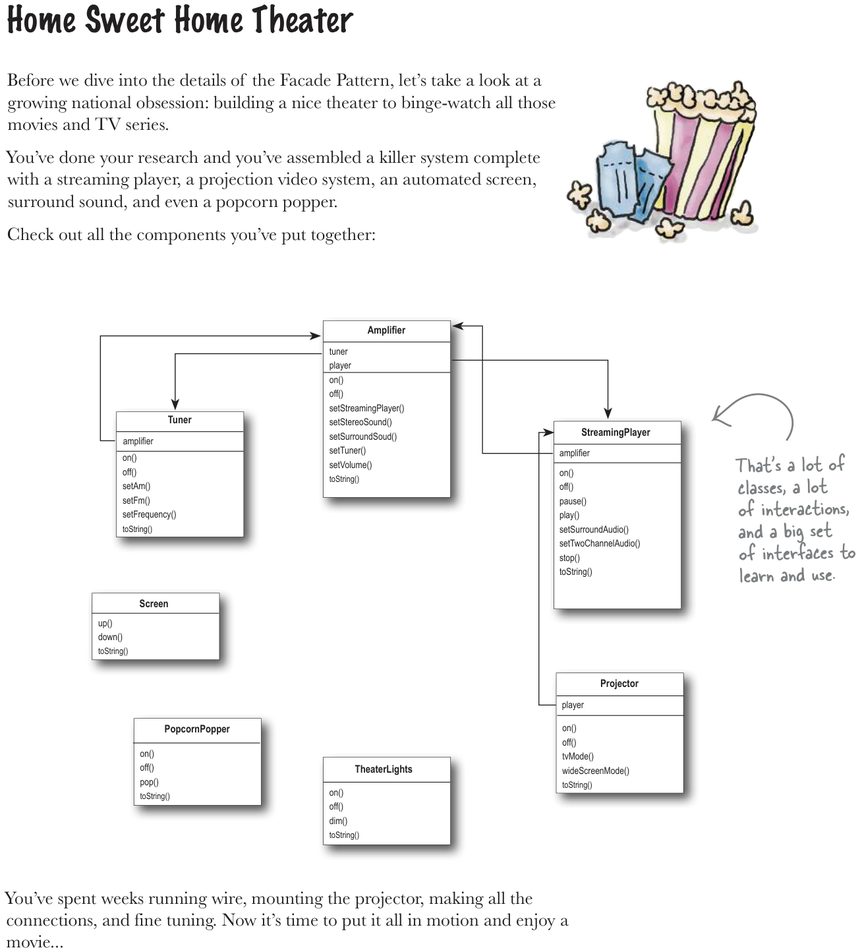 Home Sweet Home Theater
Before we dive into the details of the Facade Pattern, let's take a look at a
growing national obsession: building a nice theater to binge-watch all those
movies and TV series.
You've done your research and you've assembled a killer system complete
with a streaming player, a projection video system, an automated screen,
surround sound, and even a popcorn popper.
Check out all the components you've put together:
Amplifier
tuner
player
on()
off()
setStreamingPlayer()
setStereoSound()
setSurroundSoud()
setTuner()
setVolume()
toString()
Tuner
amplifier
on()
off()
setAm()
setFm()
setFrequency()
toString()
StreamingPlayer
amplifier
on()
off()
pause()
play()
setSurroundAudio()
setTwoChannelAudio()
stop()
toString()
That's a lot of
classes, a lot
of interactions,
and a big set
of interfaces to
learn and use.
Screen
up()
down()
toString()
Projector
player
on()
off()
tvMode()
wideScreenMode()
toString()
PopcornPopper
on()
off()
pop()
toString()
TheaterLights
on()
off()
dim()
toString()
You've spent weeks running wire, mounting the projector, making all the
connections, and fine tuning. Now it's time to put it all in motion and enjoy a
movie...